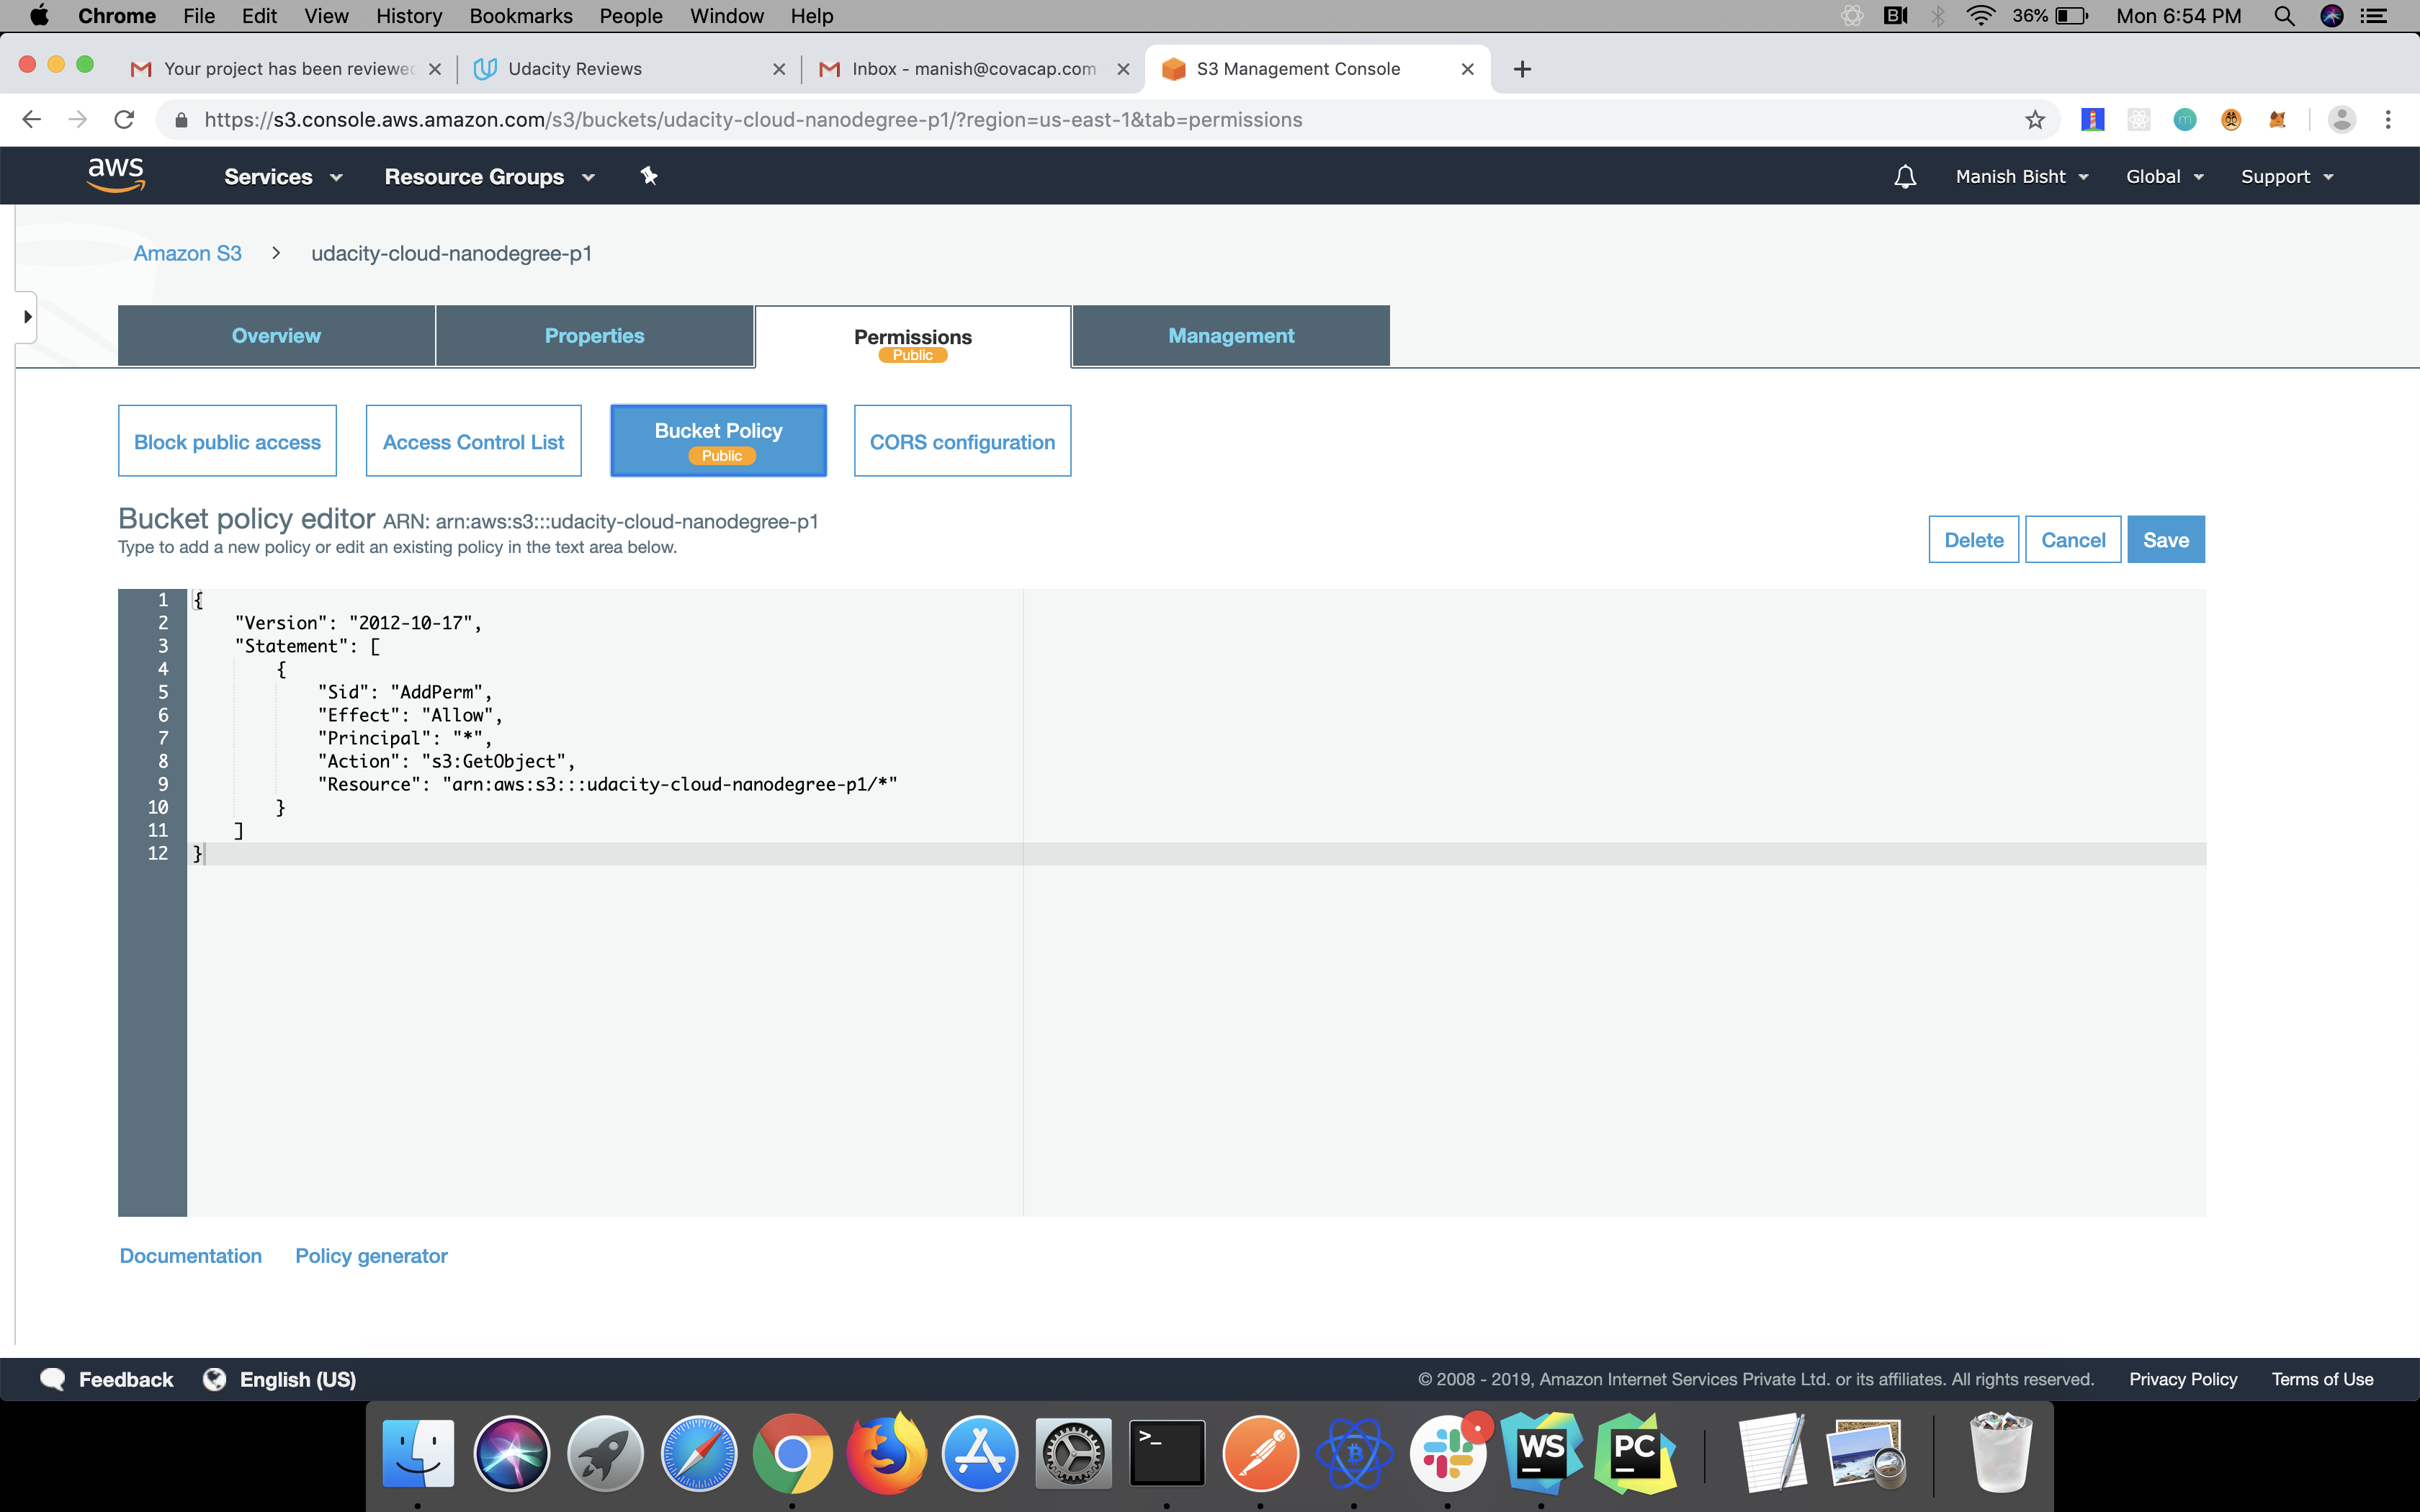 Chrome File Edit View History Bookmarks People Window Help 36% Mon 6:54 PM
Your project has been reviewed Udacity Reviews Inbox - manish@covacap.com S3 Management Console
https://s3.console.aws.amazon.com/s3/buckets/udacity-cloud-nanodegree-p1/?region=us-east-1&tab=permissions
aws Services Resource Groups Manish Bisht Global Support
Amazon S3 > udacity-cloud-nanodegree-p1
Overview Properties Permissions Management
Public
Block public access Access Control List Bucket Policy CORS configuration
Public
Bucket policy editor ARN: arn:aws:s3:::udacity-cloud-nanodegree-p1
Type to add a new policy or edit an existing policy in the text area below.
Delete Cancel Save
1 {
2 "Version": "2012-10-17",
3 "Statement": [
4 {
5 "Sid": "AddPerm",
6 "Effect": "Allow",
7 "Principal": "*",
8 "Action": "s3:GetObject",
9 "Resource": "arn:aws:s3:::udacity-cloud-nanodegree-p1/*"
10 }
11 ]
12 }
Documentation Policy generator
Feedback English (US) © 2008 - 2019, Amazon Internet Services Private Ltd. or its affiliates. All rights reserved. Privacy Policy Terms of Use
>_ WS PC